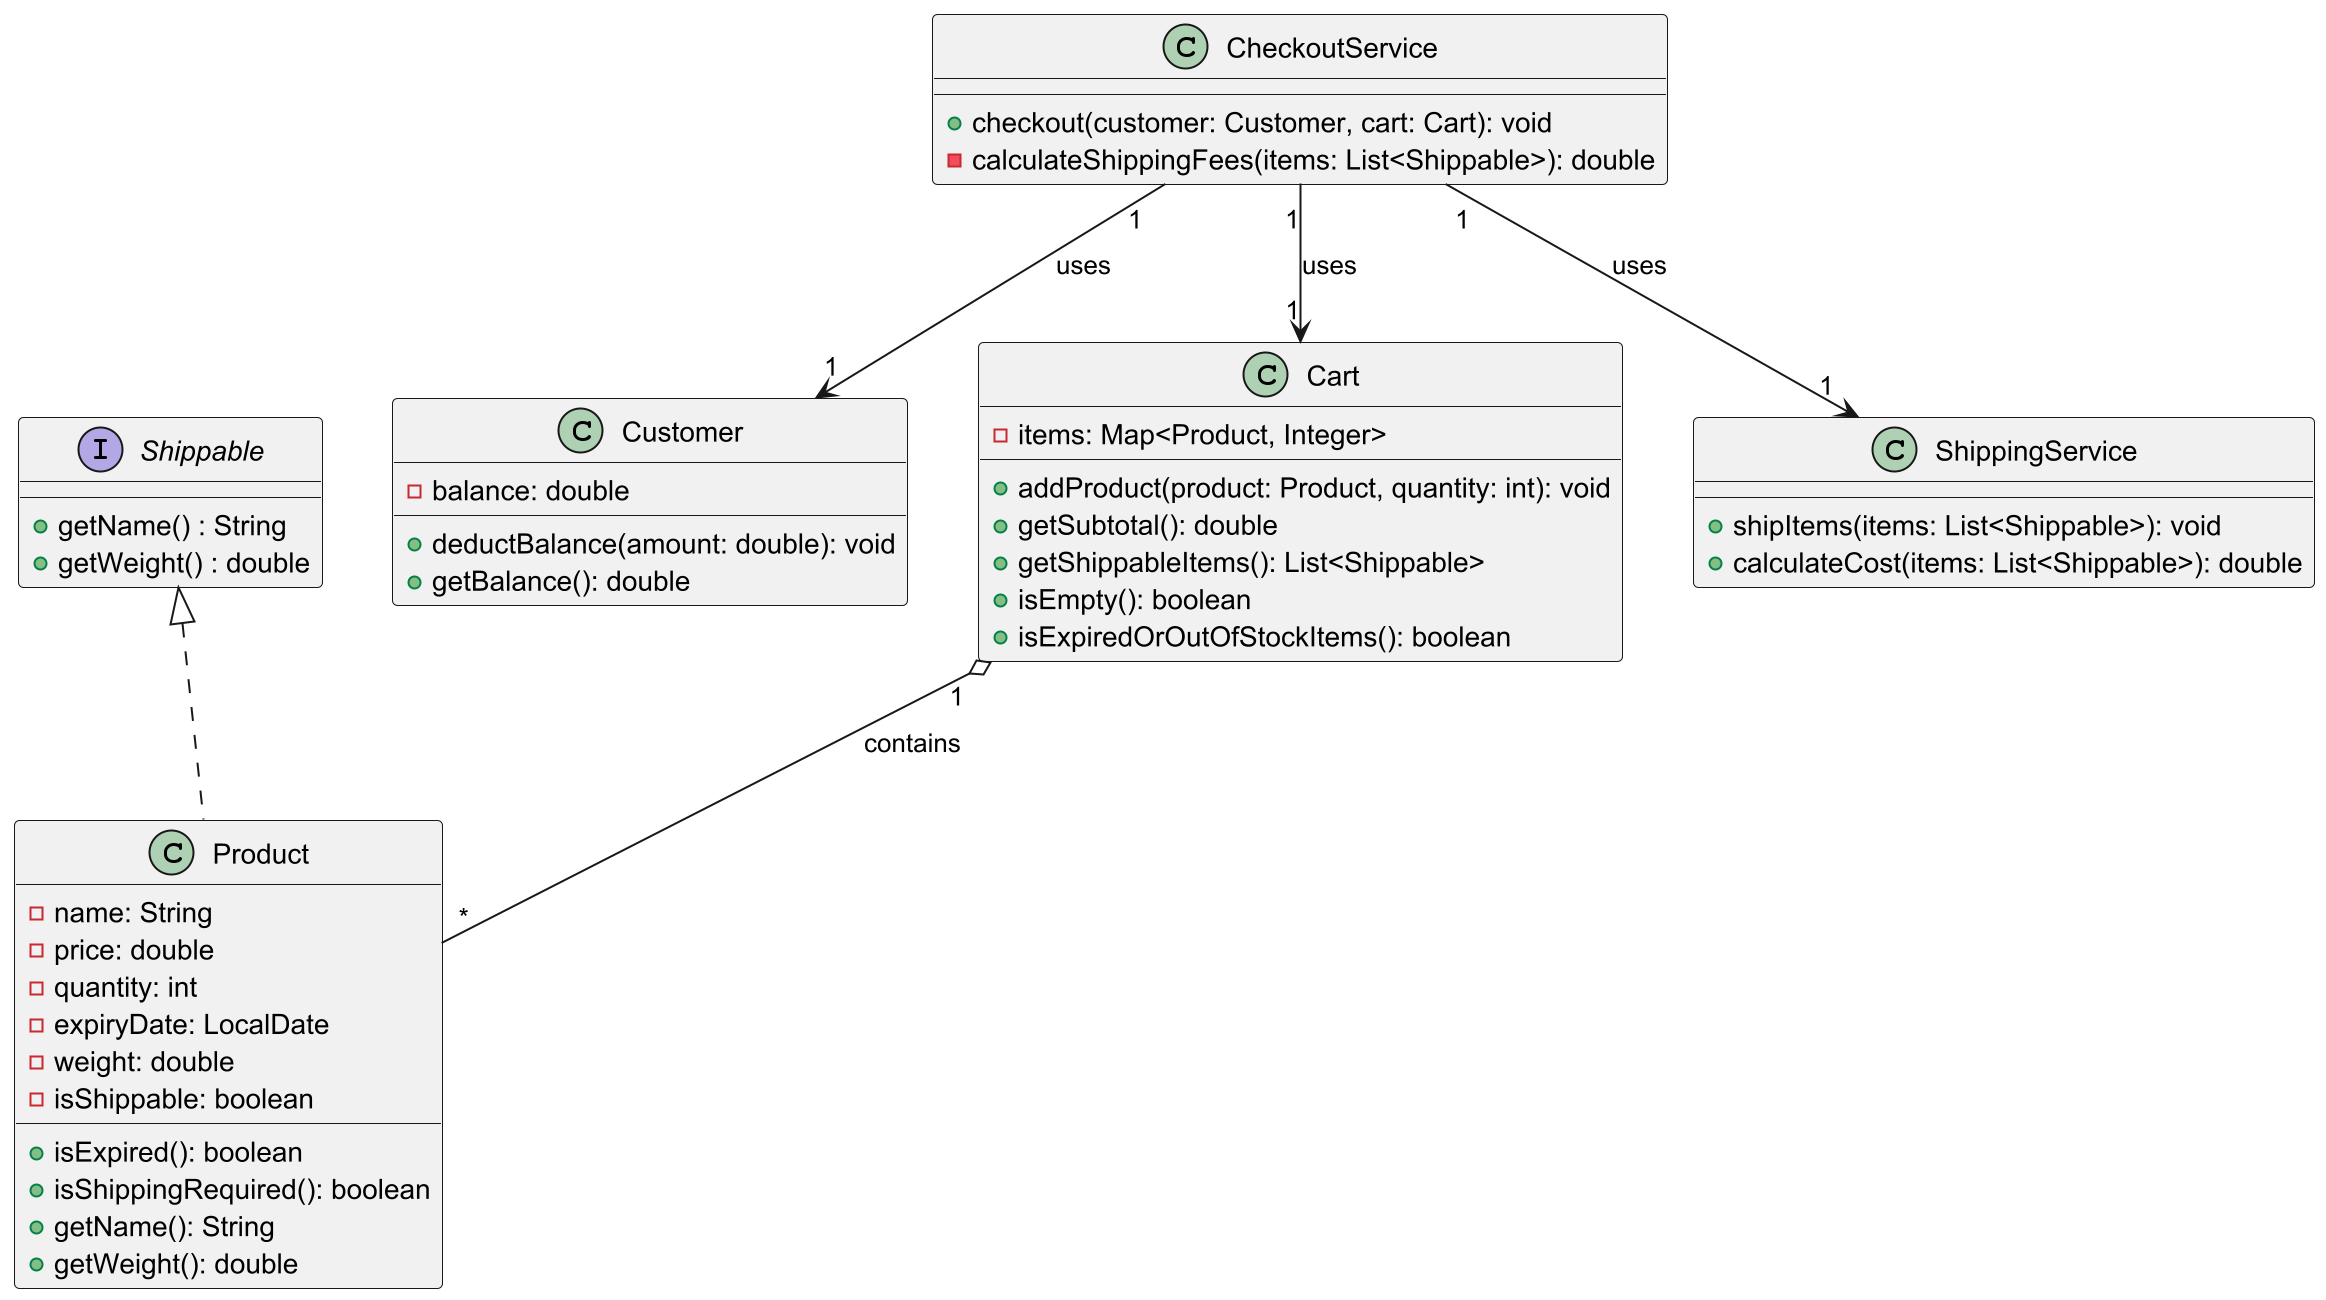 C CheckoutService
checkout(customer: Customer, cart: Cart): void
calculateShippingFees(items: List<Shippable>): double
1
1
1
uses
uses
uses
1
1
1
I Shippable
getName() : String
getWeight() : double
C Customer
balance: double
deductBalance(amount: double): void
getBalance(): double
C Cart
items: Map<Product, Integer>
addProduct(product: Product, quantity: int): void
getSubtotal(): double
getShippableItems(): List<Shippable>
isEmpty(): boolean
isExpiredOrOutOfStockItems(): boolean
C ShippingService
shipItems(items: List<Shippable>): void
calculateCost(items: List<Shippable>): double
1
contains
*
C Product
name: String
price: double
quantity: int
expiryDate: LocalDate
weight: double
isShippable: boolean
isExpired(): boolean
isShippingRequired(): boolean
getName(): String
getWeight(): double